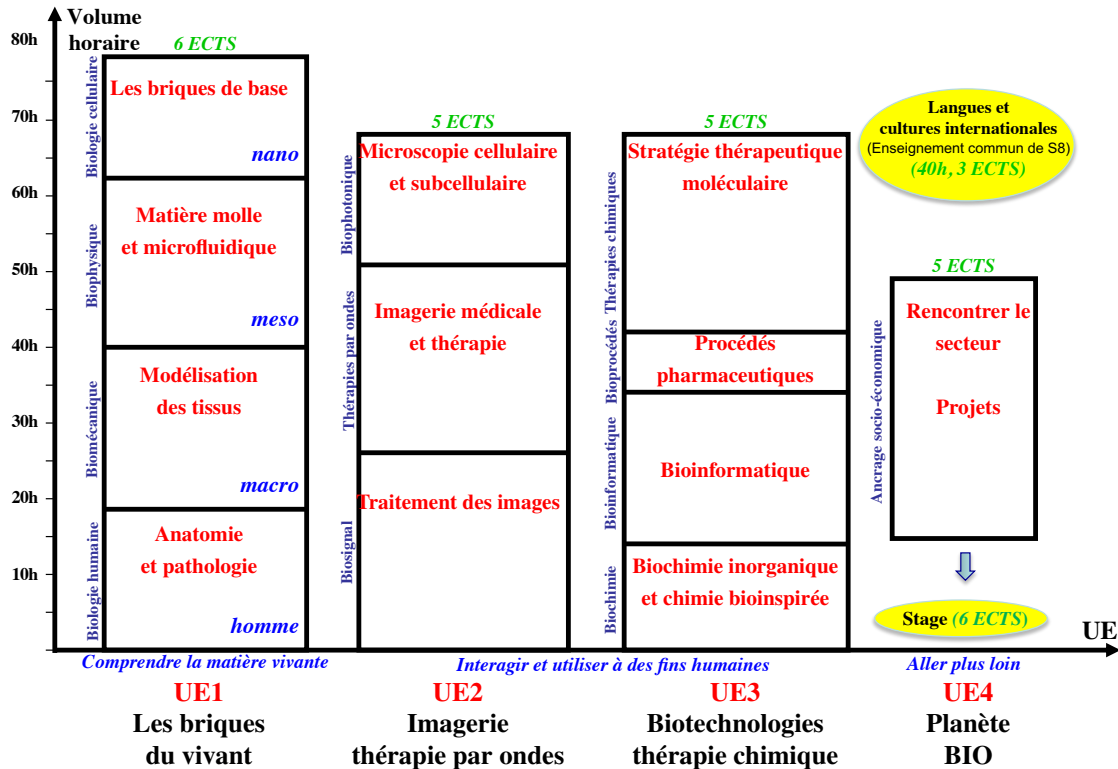 Volume
horaire
80h
70h
60h
50h
40h
30h
20h
10h
6 ECTS
Biologie cellulaire
Les briques de base
nano
Biophysique
Matière molle
et microfluidique
meso
Biomécanique
Modélisation
des tissus
macro
Biologie humaine
Anatomie
et pathologie
homme
5 ECTS
Biophotonique
Microscopie cellulaire
et subcellulaire
Thérapies par ondes
Imagerie médicale
et thérapie
Biosignal
Traitement des images
5 ECTS
Thérapies chimiques
Stratégie thérapeutique
moléculaire
Bioprocédés
Procédés
pharmaceutiques
Bioinformatique
Bioinformatique
Biochimie
Biochimie inorganique
et chimie bioinspirée
Langues et
cultures internationales
(Enseignement commun de S8)
(40h, 3 ECTS)
5 ECTS
Ancrage socio-économique
Rencontrer le
secteur
Projets
Stage (6 ECTS)
UE
Comprendre la matière vivante
Interagir et utiliser à des fins humaines
Aller plus loin
UE1
Les briques
du vivant
UE2
Imagerie
thérapie par ondes
UE3
Biotechnologies
thérapie chimique
UE4
Planète
BIO